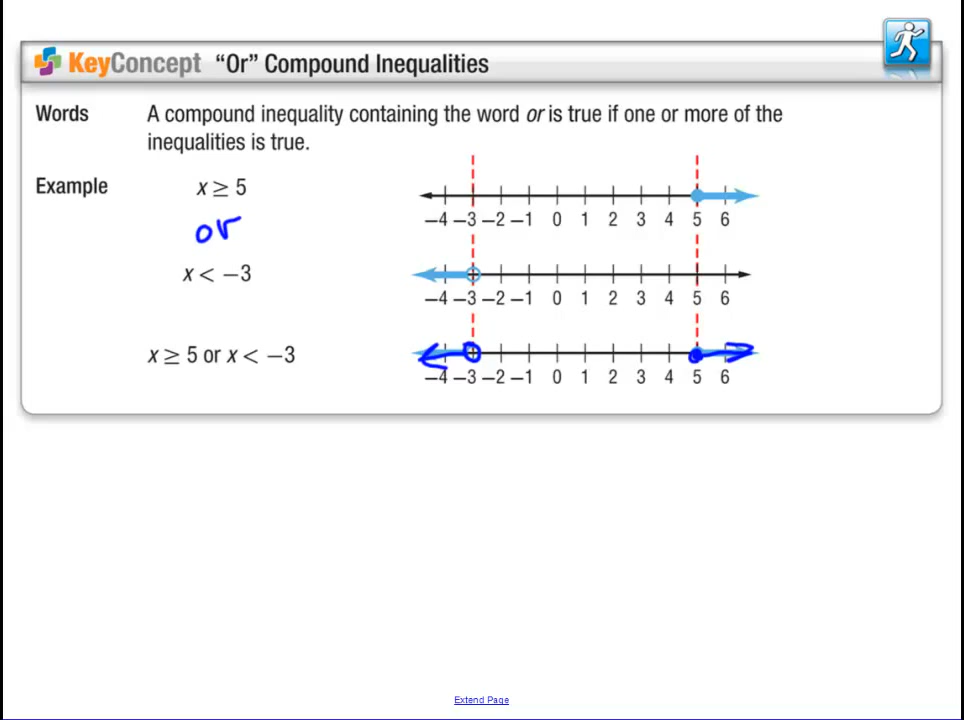 KeyConcept “Or” Compound Inequalities
Words A compound inequality containing the word or is true if one or more of the
inequalities is true.
Example x ≥ 5
−4 −3 −2 −1 0 1 2 3 4 5 6
or
x < −3
−4 −3 −2 −1 0 1 2 3 4 5 6
x ≥ 5 or x < −3
−4 −3 −2 −1 0 1 2 3 4 5 6
Extend Page